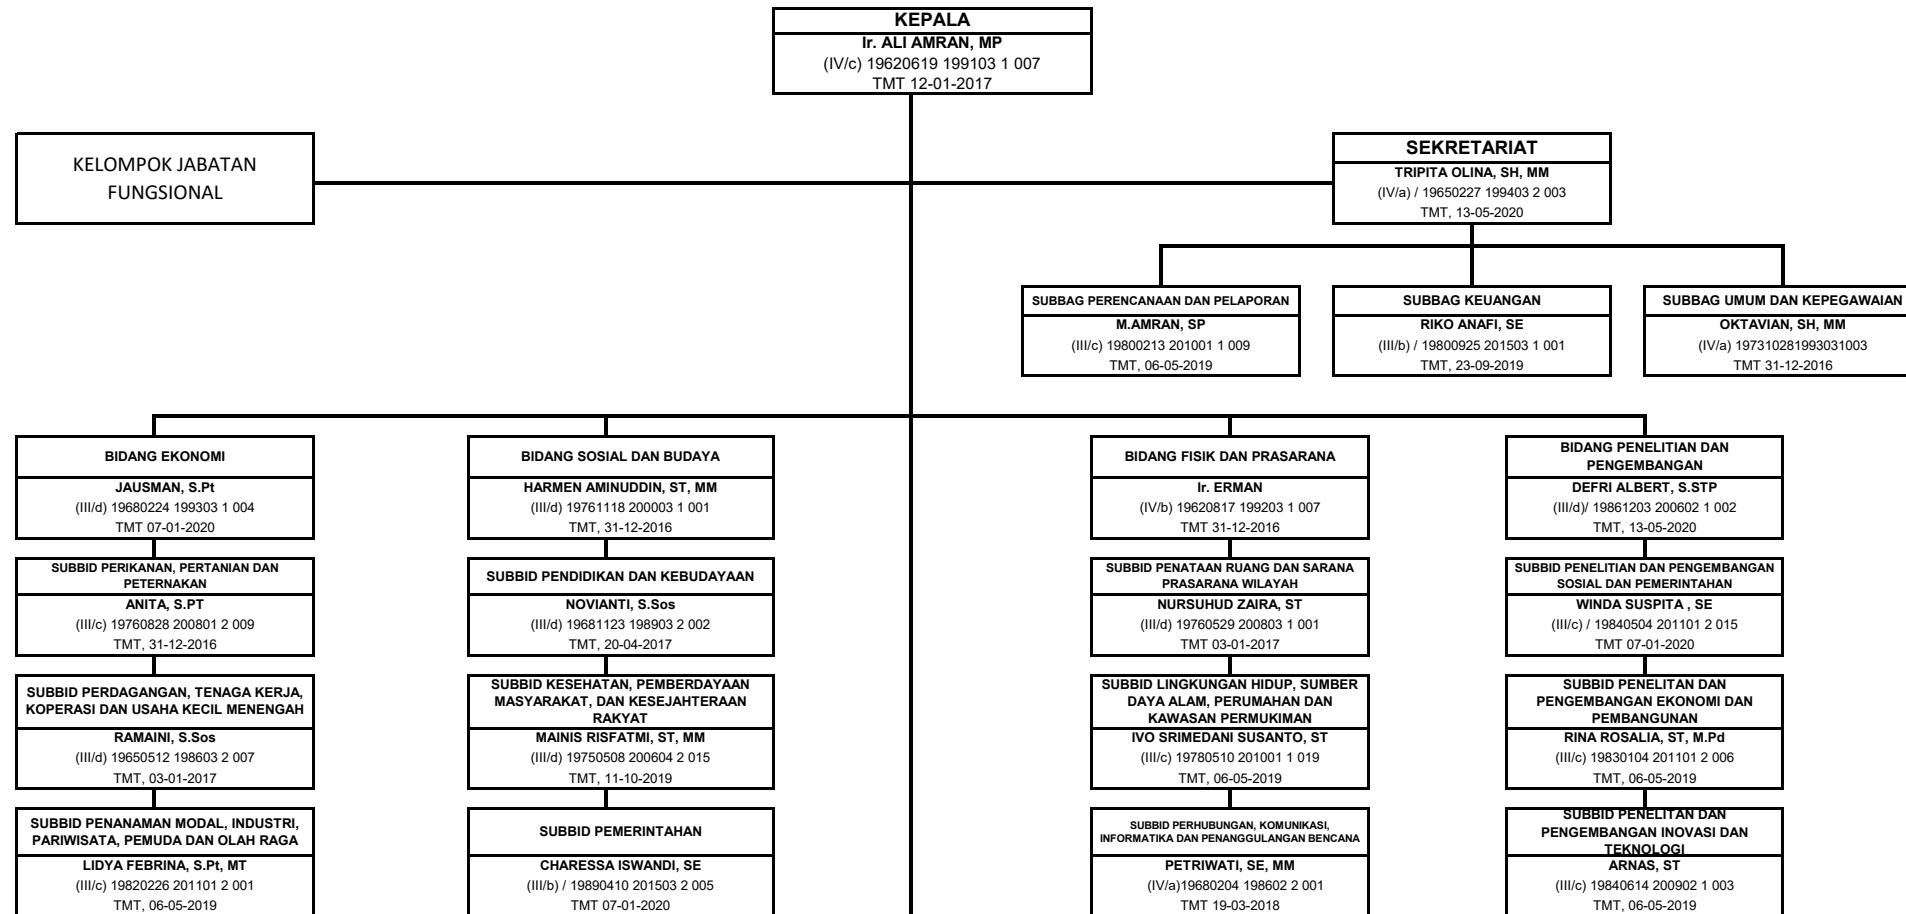 KEPALA
Ir. ALI AMRAN, MP
(IV/c) 19620619 199103 1 007
TMT 12-01-2017
KELOMPOK JABATAN
FUNGSIONAL
SEKRETARIAT
TRIPITA OLINA, SH, MM
(IV/a) / 19650227 199403 2 003
TMT, 13-05-2020
SUBBAG PERENCANAAN DAN PELAPORAN
M.AMRAN, SP
(III/c) 19800213 201001 1 009
TMT, 06-05-2019
SUBBAG KEUANGAN
RIKO ANAFI, SE
(III/b) / 19800925 201503 1 001
TMT, 23-09-2019
SUBBAG UMUM DAN KEPEGAWAIAN
OKTAVIAN, SH, MM
(IV/a) 197310281993031003
TMT 31-12-2016
BIDANG EKONOMI
JAUSMAN, S.Pt
(III/d) 19680224 199303 1 004
TMT 07-01-2020
SUBBID PERIKANAN, PERTANIAN DAN
PETERNAKAN
ANITA, S.PT
(III/c) 19760828 200801 2 009
TMT, 31-12-2016
SUBBID PERDAGANGAN, TENAGA KERJA,
KOPERASI DAN USAHA KECIL MENENGAH
RAMAINI, S.Sos
(III/d) 19650512 198603 2 007
TMT, 03-01-2017
SUBBID PENANAMAN MODAL, INDUSTRI,
PARIWISATA, PEMUDA DAN OLAH RAGA
LIDYA FEBRINA, S.Pt, MT
(III/c) 19820226 201101 2 001
TMT, 06-05-2019
BIDANG SOSIAL DAN BUDAYA
HARMEN AMINUDDIN, ST, MM
(III/d) 19761118 200003 1 001
TMT, 31-12-2016
SUBBID PENDIDIKAN DAN KEBUDAYAAN
NOVIANTI, S.Sos
(III/d) 19681123 198903 2 002
TMT, 20-04-2017
SUBBID KESEHATAN, PEMBERDAYAAN
MASYARAKAT, DAN KESEJAHTERAAN
RAKYAT
MAINIS RISFATMI, ST, MM
(III/d) 19750508 200604 2 015
TMT, 11-10-2019
SUBBID PEMERINTAHAN
CHARESSA ISWANDI, SE
(III/b) / 19890410 201503 2 005
TMT 07-01-2020
BIDANG FISIK DAN PRASARANA
Ir. ERMAN
(IV/b) 19620817 199203 1 007
TMT 31-12-2016
SUBBID PENATAAN RUANG DAN SARANA
PRASARANA WILAYAH
NURSUHUD ZAIRA, ST
(III/d) 19760529 200803 1 001
TMT 03-01-2017
SUBBID LINGKUNGAN HIDUP, SUMBER
DAYA ALAM, PERUMAHAN DAN
KAWASAN PERMUKIMAN
IVO SRIMEDANI SUSANTO, ST
(III/c) 19780510 201001 1 019
TMT, 06-05-2019
SUBBID PERHUBUNGAN, KOMUNIKASI,
INFORMATIKA DAN PENANGGULANGAN BENCANA
PETRIWATI, SE, MM
(IV/a)19680204 198602 2 001
TMT 19-03-2018
BIDANG PENELITIAN DAN
PENGEMBANGAN
DEFRI ALBERT, S.STP
(III/d)/ 19861203 200602 1 002
TMT, 13-05-2020
SUBBID PENELITIAN DAN PENGEMBANGAN
SOSIAL DAN PEMERINTAHAN
WINDA SUSPITA , SE
(III/c) / 19840504 201101 2 015
TMT 07-01-2020
SUBBID PENELITAN DAN
PENGEMBANGAN EKONOMI DAN
PEMBANGUNAN
RINA ROSALIA, ST, M.Pd
(III/c) 19830104 201101 2 006
TMT, 06-05-2019
SUBBID PENELITAN DAN
PENGEMBANGAN INOVASI DAN
TEKNOLOGI
ARNAS, ST
(III/c) 19840614 200902 1 003
TMT, 06-05-2019